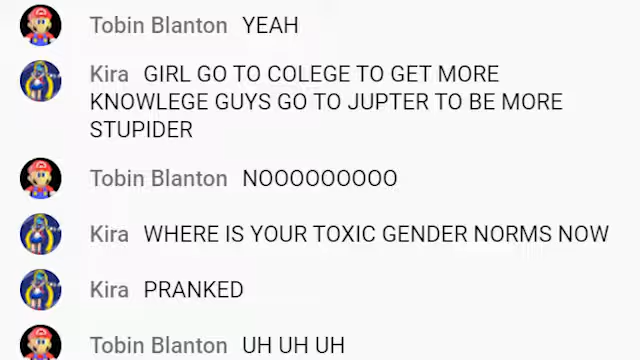 Tobin Blanton YEAH
Kira GIRL GO TO COLEGE TO GET MORE
KNOWLEGE GUYS GO TO JUPTER TO BE MORE
STUPIDER
Tobin Blanton NOOOOOOOOO
Kira WHERE IS YOUR TOXIC GENDER NORMS NOW
Kira PRANKED
Tobin Blanton UH UH UH